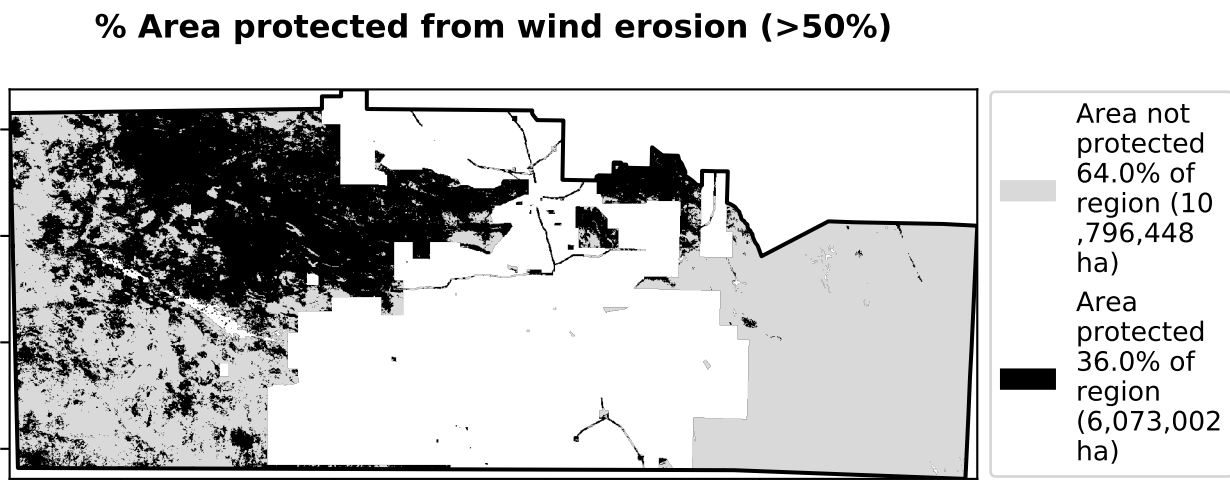 % Area protected from wind erosion (>50%)
Area not
protected
64.0% of
region (10
,796,448
ha)
Area
protected
36.0% of
region
(6,073,002
ha)